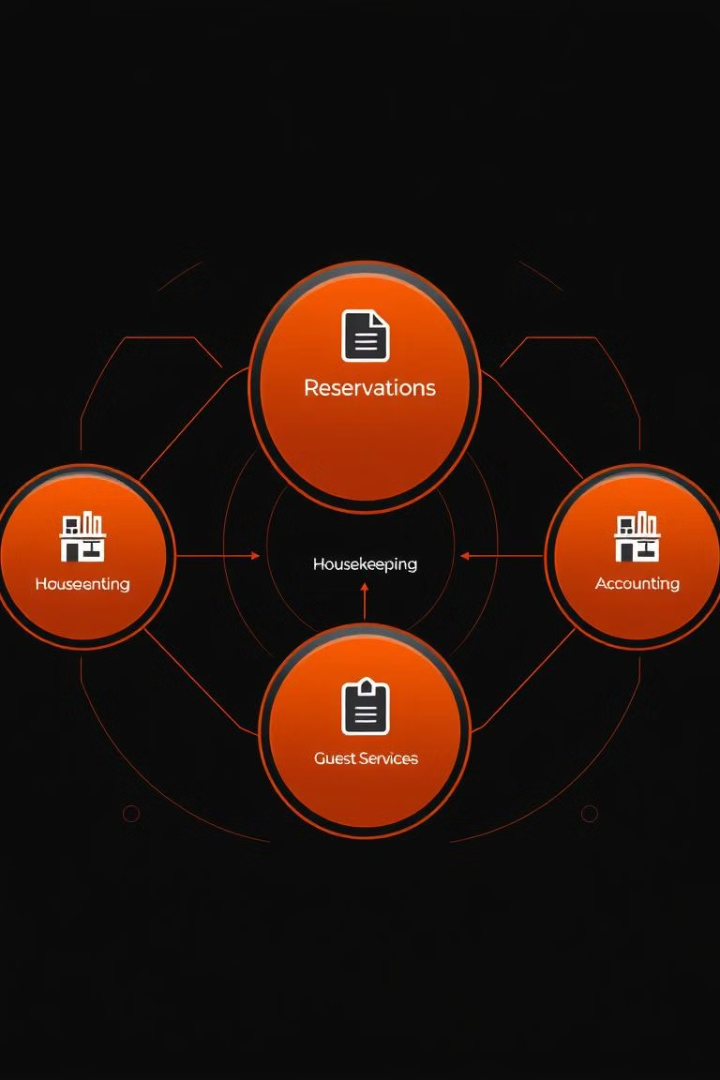 Reservations
Housekeeping
Houseenting
Accounting
Guest Services